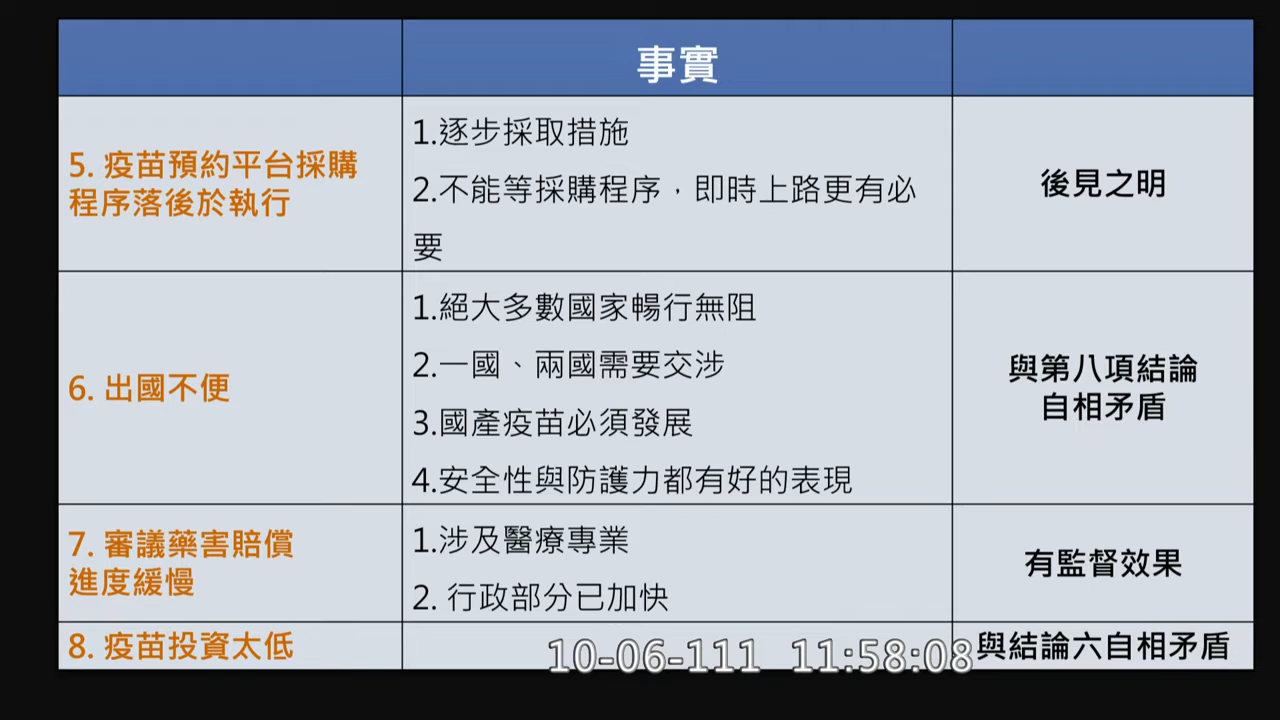 事實
5. 疫苗預約平台採購
程序落後於執行
1.逐步採取措施
2.不能等採購程序，即時上路更有必
要
後見之明
6. 出國不便
1.絕大多數國家暢行無阻
2.一國、兩國需要交涉
3.國產疫苗必須發展
4.安全性與防護力都有好的表現
與第八項結論
自相矛盾
7. 審議藥害賠償
進度緩慢
1.涉及醫療專業
2. 行政部分已加快
有監督效果
8. 疫苗投資太低
與結論六自相矛盾
10-06-111 11:58:08